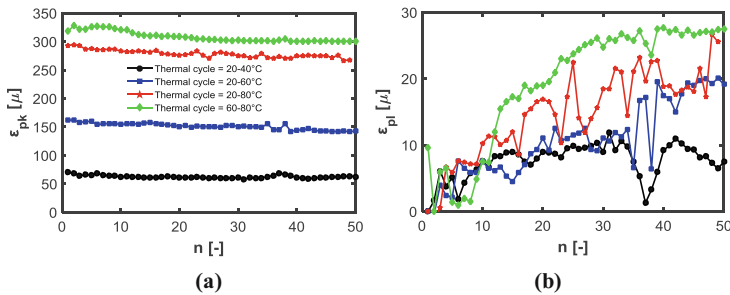 350
300
250
200
150
100
50
0
ε_pk [μ]
Thermal cycle = 20-40°C
Thermal cycle = 20-60°C
Thermal cycle = 20-80°C
Thermal cycle = 60-80°C
0 10 20 30 40 50
n [-]
(a)
30
20
10
0
ε_pl [μ]
0 10 20 30 40 50
n [-]
(b)